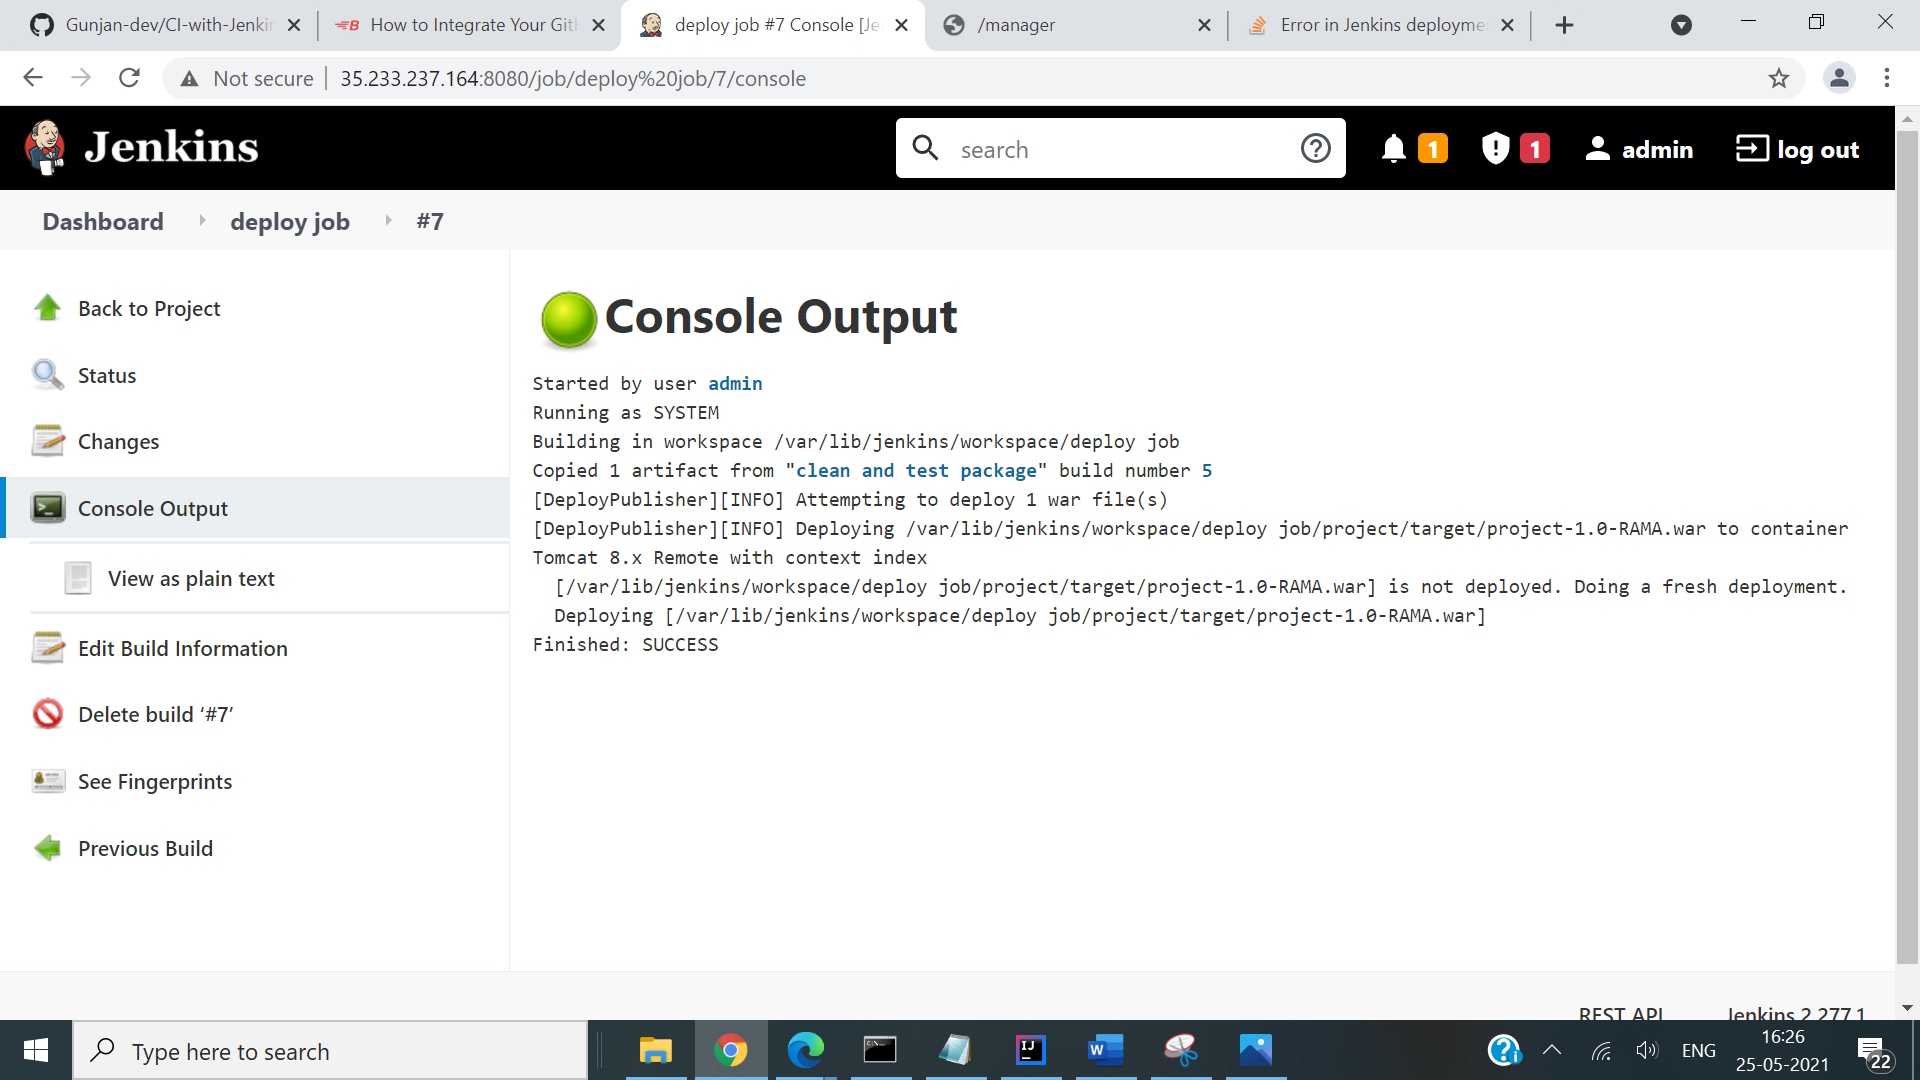 Gunjan-dev/CI-with-Jenkin
How to Integrate Your Gith
deploy job #7 Console [Je
/manager
Error in Jenkins deployme
Not secure
35.233.237.164:8080/job/deploy%20job/7/console
Jenkins
search
1
1
admin
log out
Dashboard
deploy job
#7
Back to Project
Status
Changes
Console Output
View as plain text
Edit Build Information
Delete build ‘#7’
See Fingerprints
Previous Build
Console Output
Started by user admin
Running as SYSTEM
Building in workspace /var/lib/jenkins/workspace/deploy job
Copied 1 artifact from "clean and test package" build number 5
[DeployPublisher][INFO] Attempting to deploy 1 war file(s)
[DeployPublisher][INFO] Deploying /var/lib/jenkins/workspace/deploy job/project/target/project-1.0-RAMA.war to container
Tomcat 8.x Remote with context index
[/var/lib/jenkins/workspace/deploy job/project/target/project-1.0-RAMA.war] is not deployed. Doing a fresh deployment.
Deploying [/var/lib/jenkins/workspace/deploy job/project/target/project-1.0-RAMA.war]
Finished: SUCCESS
REST API
Jenkins 2.277.1
Type here to search
ENG
16:26
25-05-2021
22